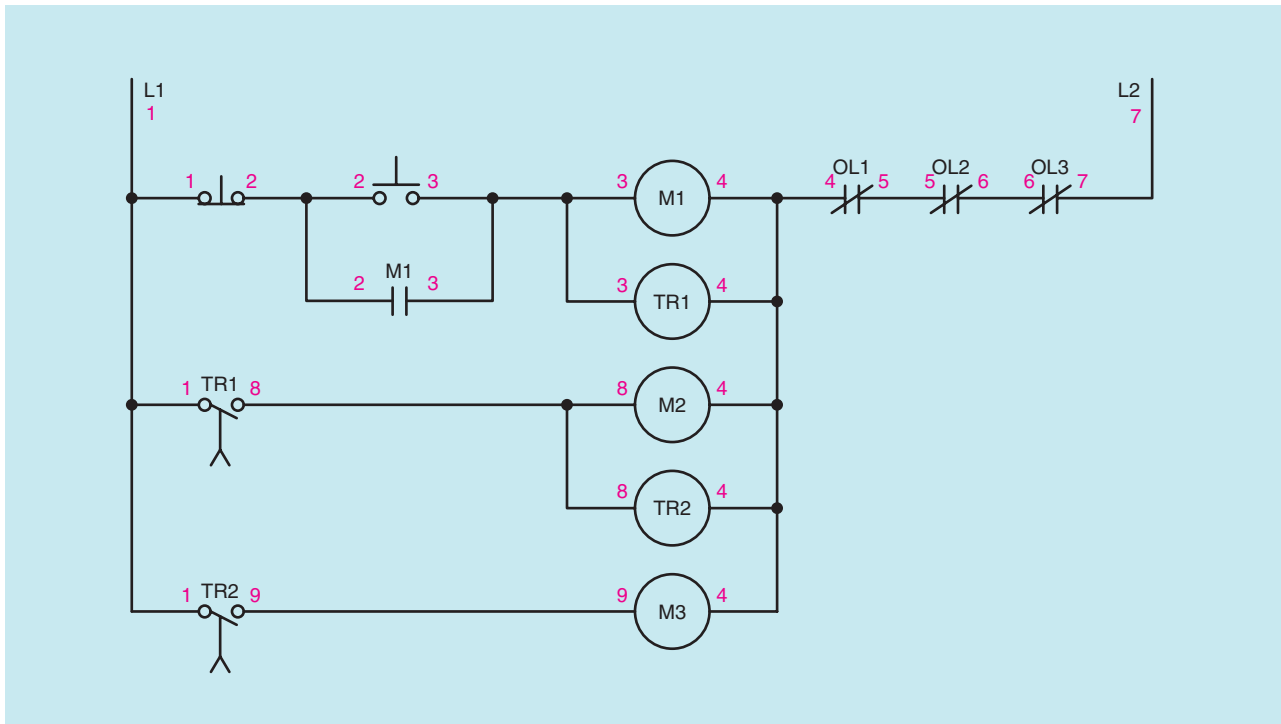 L1 L2
1 7
OL1 OL2 OL3
1 2 2 3 3 M1 4 4 5 5 6 6 7
M1
2 3 3 TR1 4
TR1
1 8 8 M2 4
8 TR2 4
TR2
1 9 9 M3 4